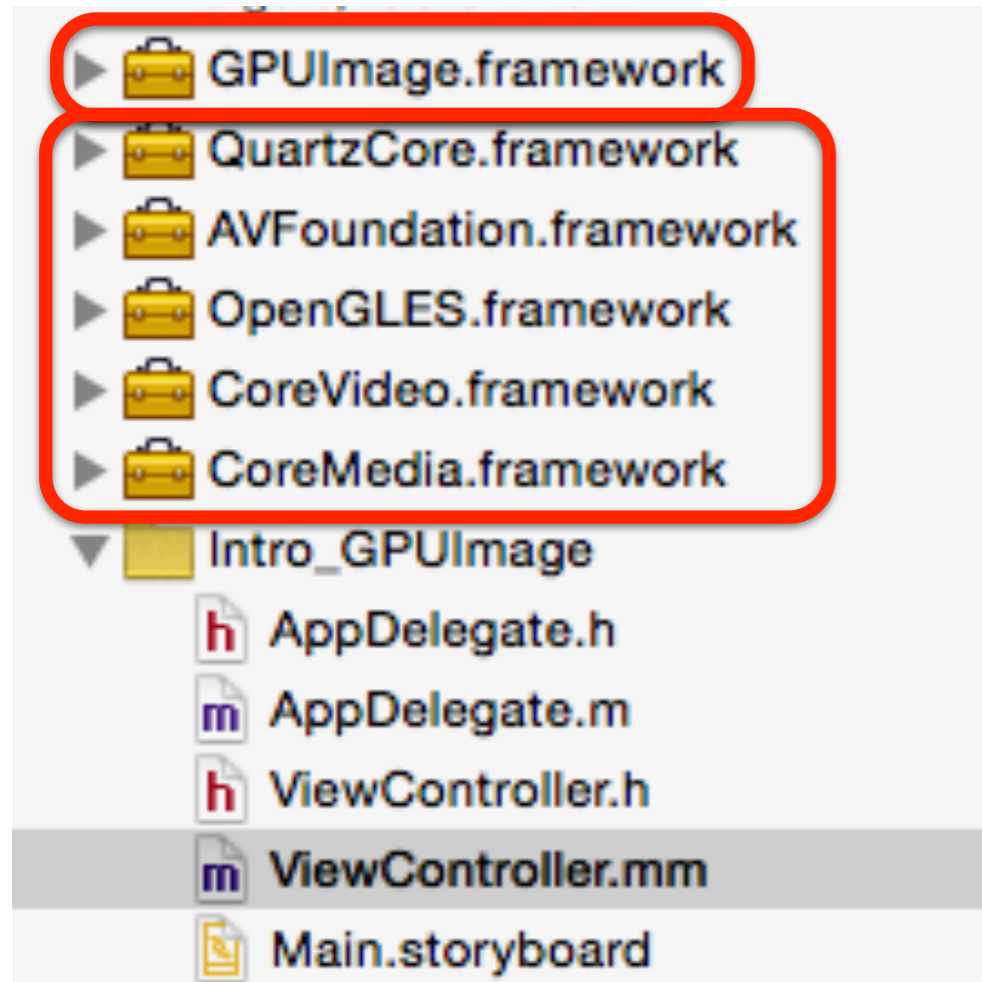 GPUImage.framework
QuartzCore.framework
AVFoundation.framework
OpenGLES.framework
CoreVideo.framework
CoreMedia.framework
Intro_GPUImage
h AppDelegate.h
m AppDelegate.m
h ViewController.h
m ViewController.mm
Main.storyboard